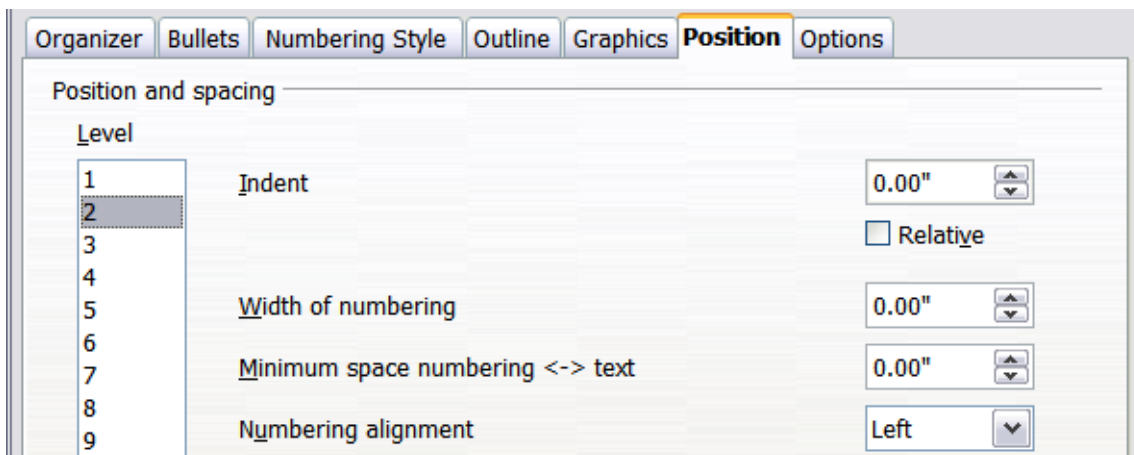 Organizer Bullets Numbering Style Outline Graphics Position Options
Position and spacing
Level
1 Indent 0.00"
2
3 Relative
4
5 Width of numbering 0.00"
6
7 Minimum space numbering <-> text 0.00"
8
9 Numbering alignment Left